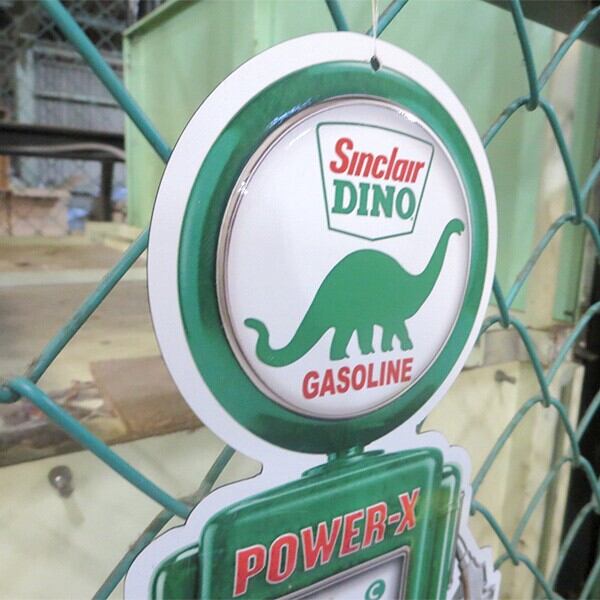 Sinclair
DINO
GASOLINE
POWER-X
C